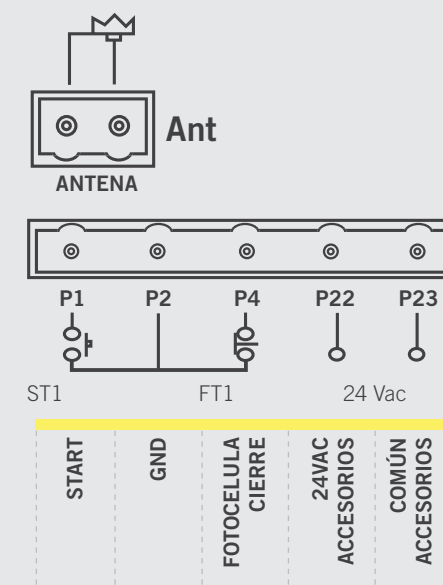 Ant
ANTENA
P1 P2 P4 P22 P23
ST1 FT1 24 Vac
START
GND
FOTOCELULA
CIERRE
24VAC
ACCESORIOS
COMÚN
ACCESORIOS